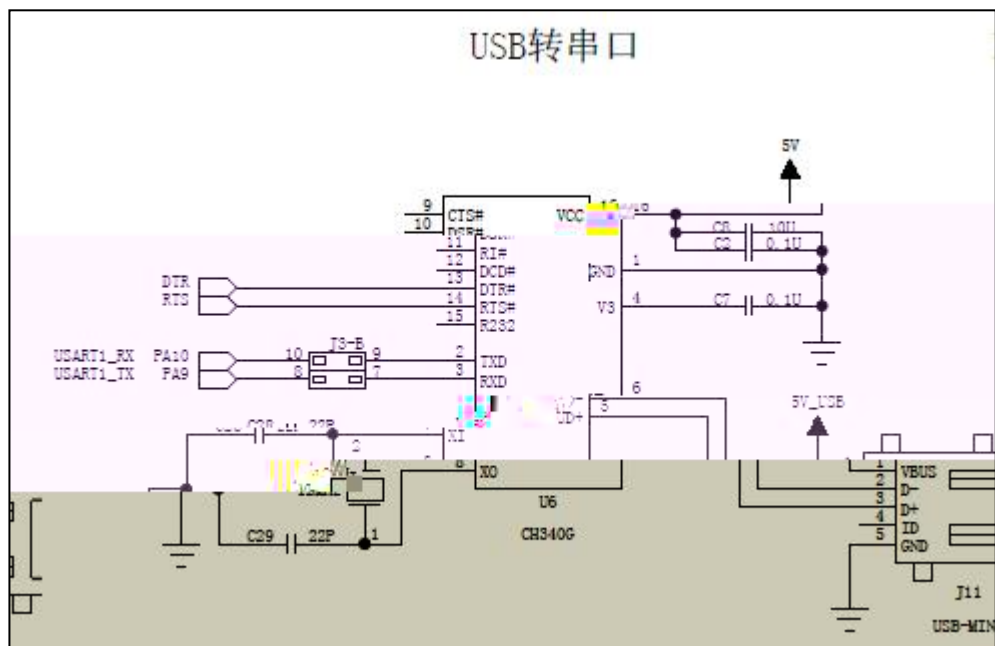 USB转串口
5V
9 CTS# VCC
10
C8 10U
11 RI# C2 0.1U
12 DCD# GND 1
DTR 13 DTR#
RTS 14 RTS# V3 4 C7 0.1U
15 R232
J3-B
USART1_RX PA10 10 9 2 TXD
USART1_TX PA9 8 7 3 RXD
6
5V_USB
UD+ 5
XI
2
8 XO
1 VBUS
2 D-
3 D+
4 ID
5 GND
U6
CH340G
C29 22P 1
J11
USB-MIN